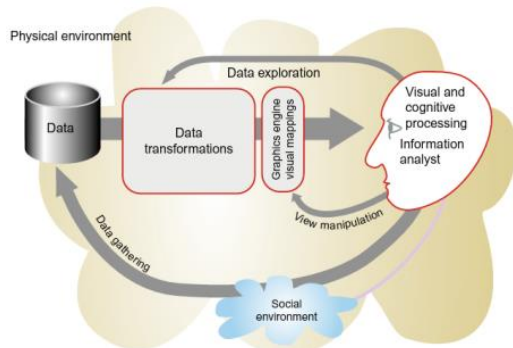 Physical environment
Data exploration
Data
Data
transformations
Graphics engine
visual mappings
Visual and
cognitive
processing
Information
analyst
View manipulation
Data gathering
Social
environment